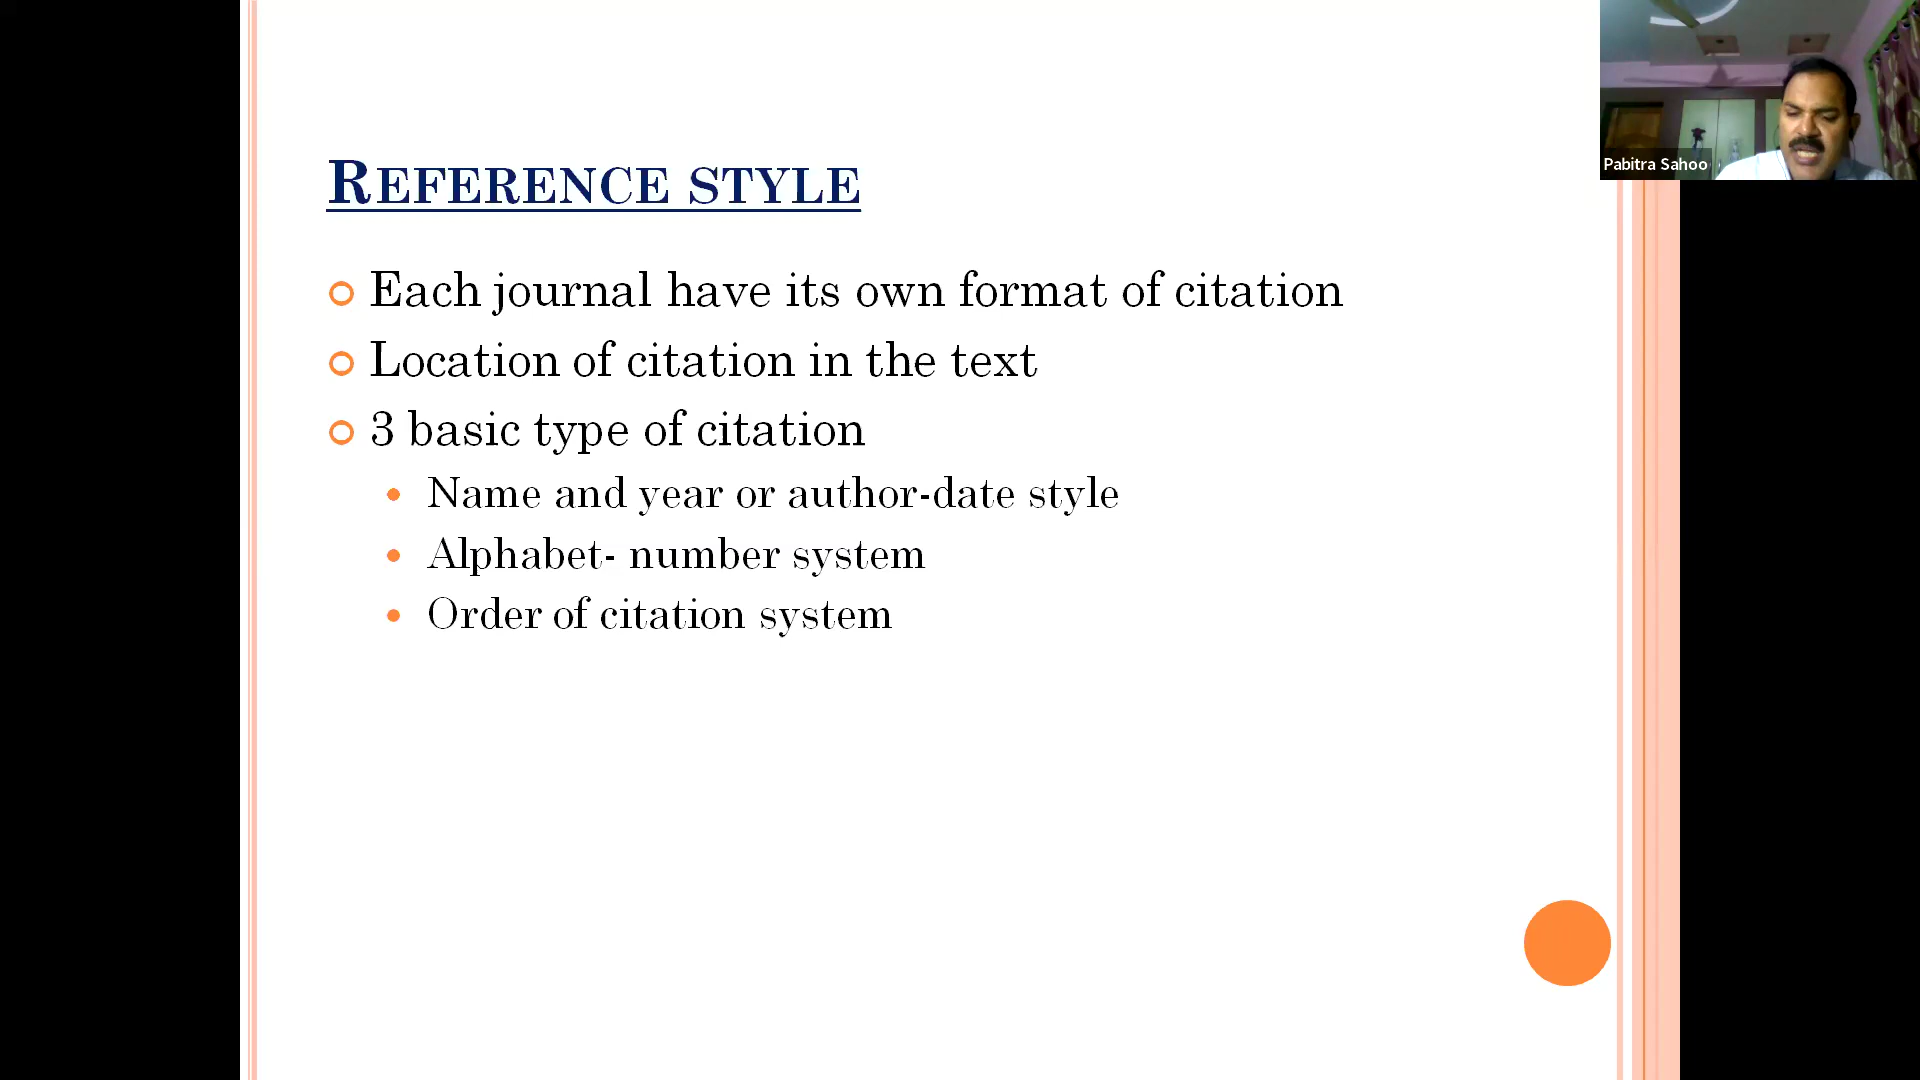 REFERENCE STYLE
Each journal have its own format of citation
Location of citation in the text
3 basic type of citation
Name and year or author-date style
Alphabet- number system
Order of citation system
Pabitra Sahoo